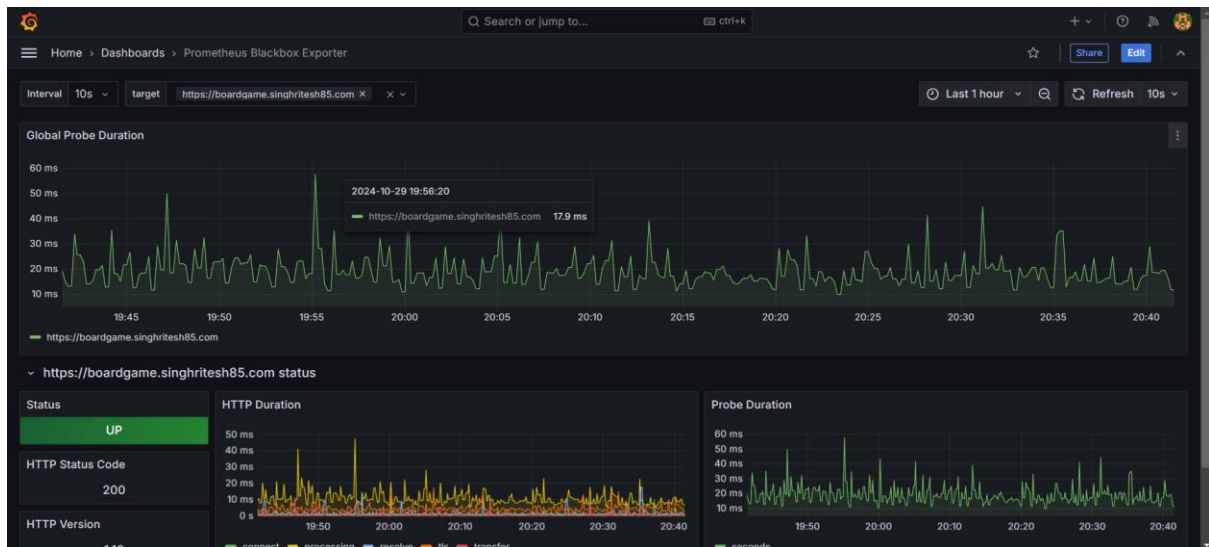 Search or jump to... ctrl+k
Home > Dashboards > Prometheus Blackbox Exporter
Share Edit
Interval 10s target https://boardgame.singhritesh85.com
Last 1 hour Refresh 10s
Global Probe Duration
60 ms
50 ms
40 ms
30 ms
20 ms
10 ms
2024-10-29 19:56:20
https://boardgame.singhritesh85.com 17.9 ms
19:45 19:50 19:55 20:00 20:05 20:10 20:15 20:20 20:25 20:30 20:35 20:40
https://boardgame.singhritesh85.com
https://boardgame.singhritesh85.com status
Status
UP
HTTP Status Code
200
HTTP Version
HTTP Duration
50 ms
40 ms
30 ms
20 ms
10 ms
0 s
19:50 20:00 20:10 20:20 20:30 20:40
connect processing resolve tls transfer
Probe Duration
60 ms
50 ms
40 ms
30 ms
20 ms
10 ms
19:50 20:00 20:10 20:20 20:30 20:40
seconds